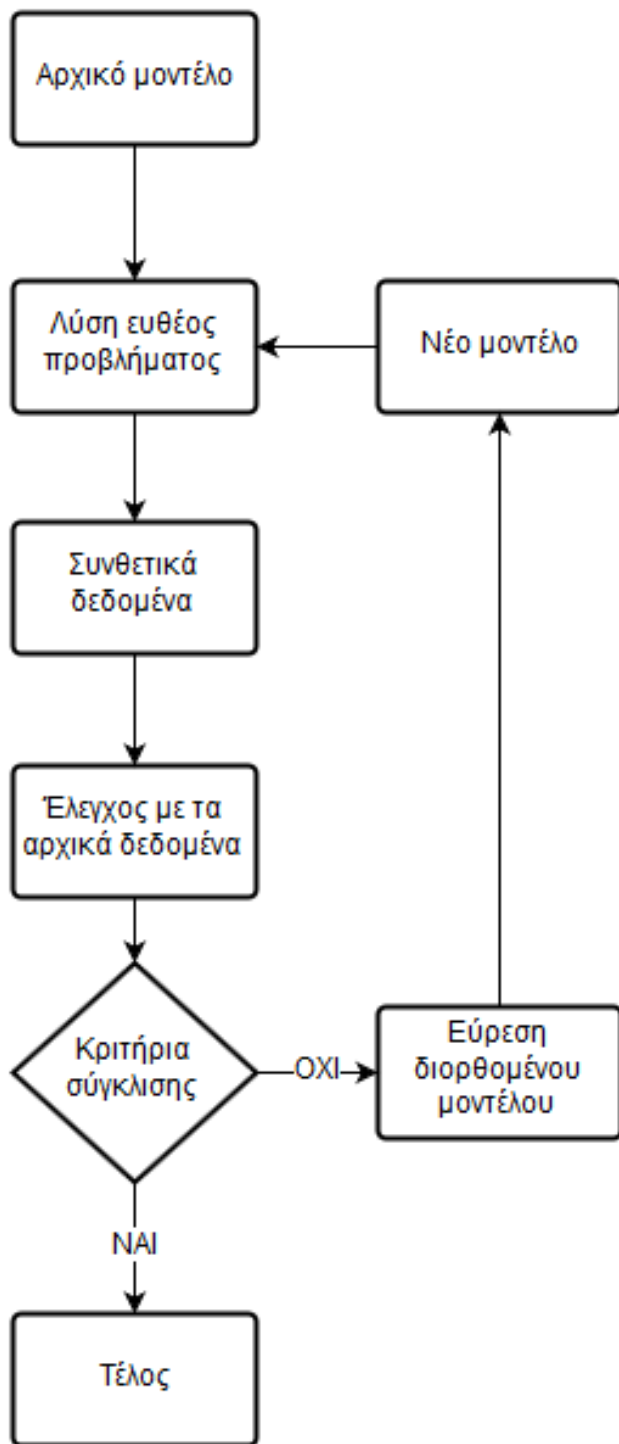 Αρχικό μοντέλο
Λύση ευθέος
προβλήματος
Νέο μοντέλο
Συνθετικά
δεδομένα
Έλεγχος με τα
αρχικά δεδομένα
Κριτήρια
σύγκλισης
ΟΧΙ
Εύρεση
διορθομένου
μοντέλου
ΝΑΙ
Τέλος